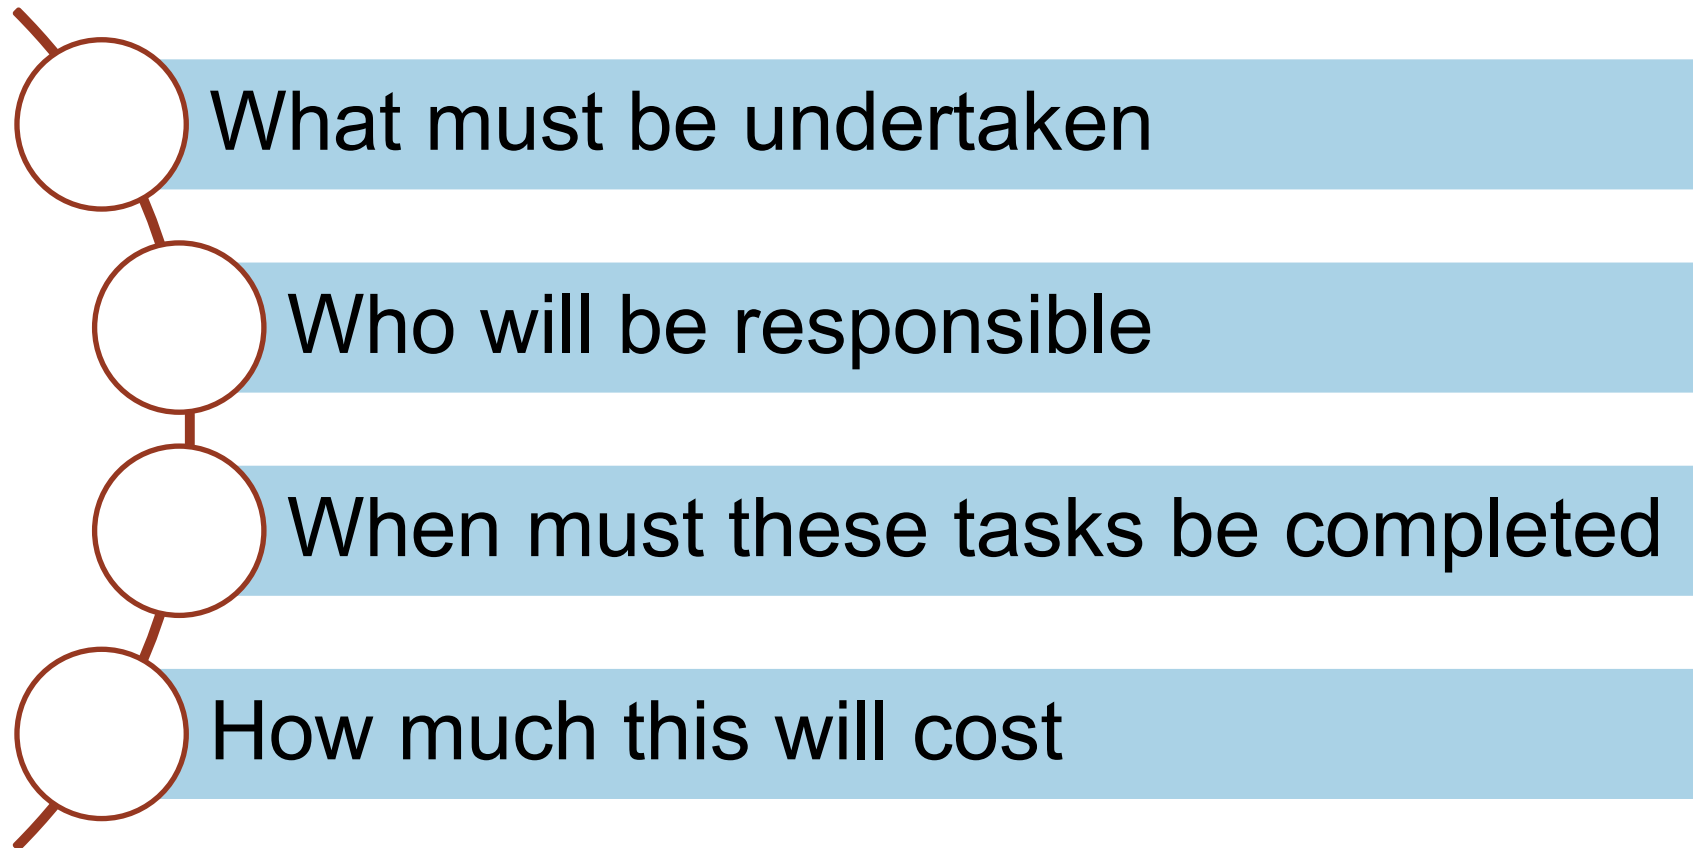 What must be undertaken
Who will be responsible
When must these tasks be completed
How much this will cost